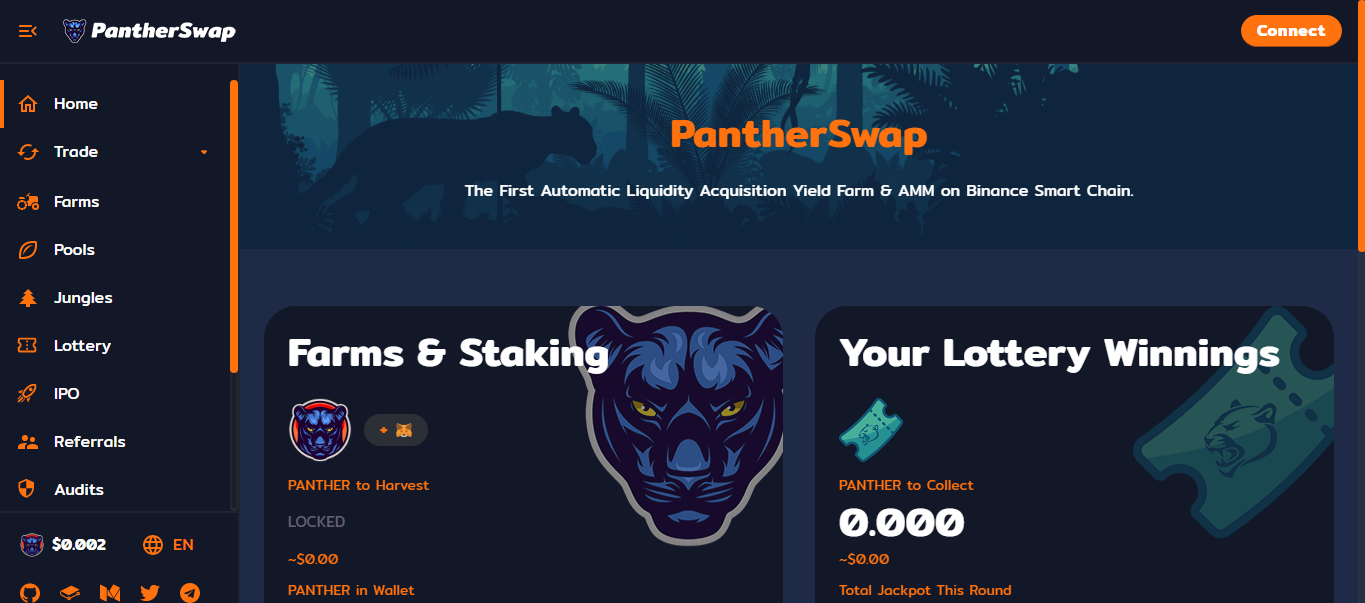 PantherSwap
Connect
Home
Trade
Farms
Pools
Jungles
Lottery
IPO
Referrals
Audits
$0.002
EN
PantherSwap
The First Automatic Liquidity Acquisition Yield Farm & AMM on Binance Smart Chain.
Farms & Staking
+
PANTHER to Harvest
LOCKED
~$0.00
PANTHER in Wallet
Your Lottery Winnings
PANTHER to Collect
0.000
~$0.00
Total Jackpot This Round